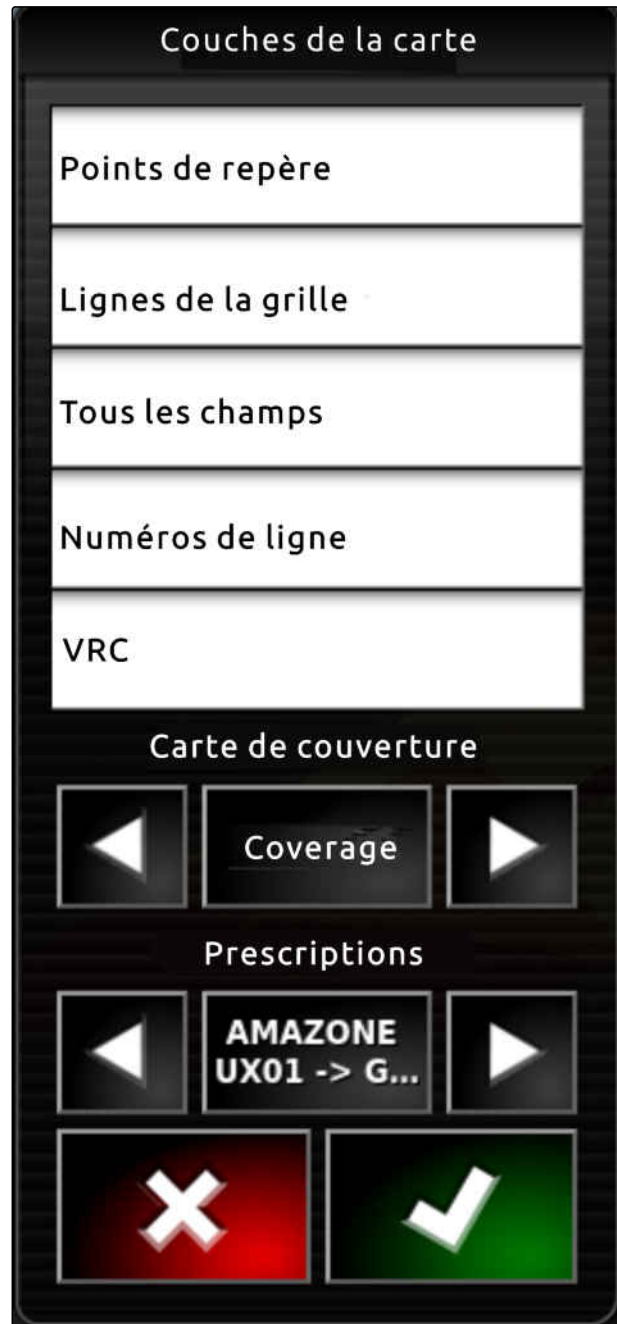 Couches de la carte
Points de repère
Lignes de la grille
Tous les champs
Numéros de ligne
VRC
Carte de couverture
Coverage
Prescriptions
AMAZONE
UX01 -> G...